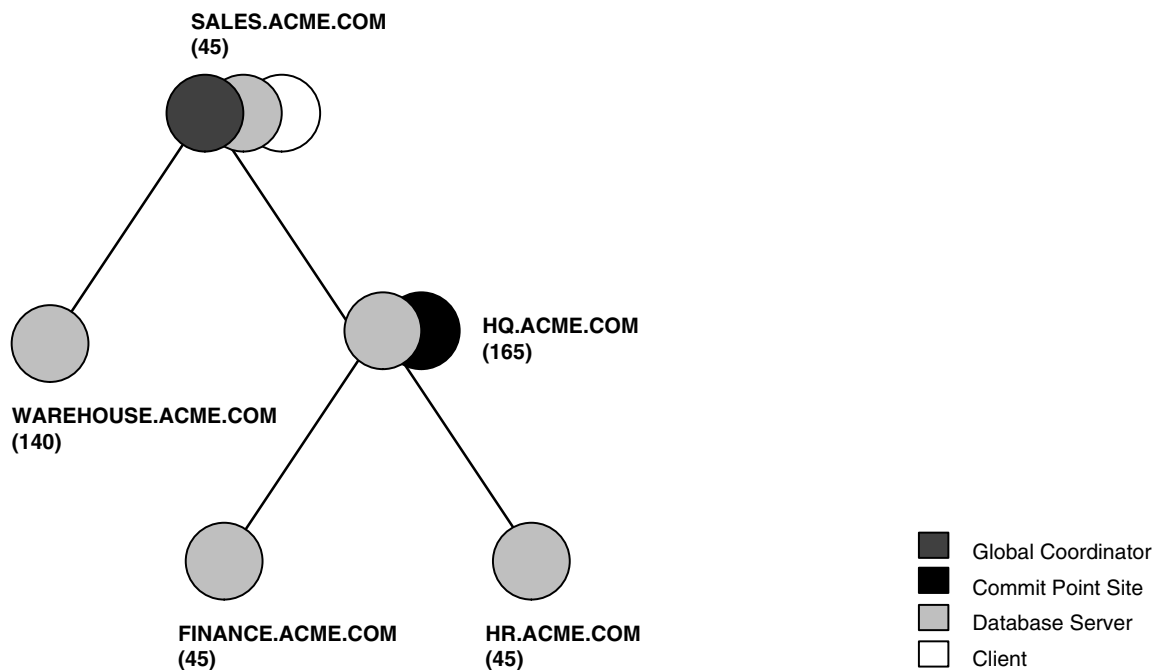 SALES.ACME.COM
(45)
HQ.ACME.COM
(165)
WAREHOUSE.ACME.COM
(140)
FINANCE.ACME.COM
(45)
HR.ACME.COM
(45)
Global Coordinator
Commit Point Site
Database Server
Client